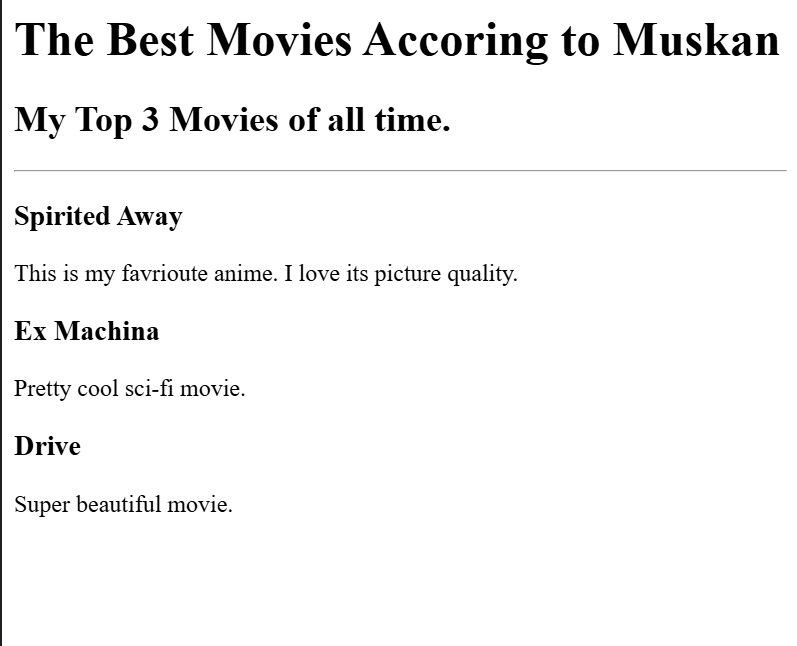 The Best Movies Accoring to Muskan
My Top 3 Movies of all time.
Spirited Away
This is my favrioute anime. I love its picture quality.
Ex Machina
Pretty cool sci-fi movie.
Drive
Super beautiful movie.